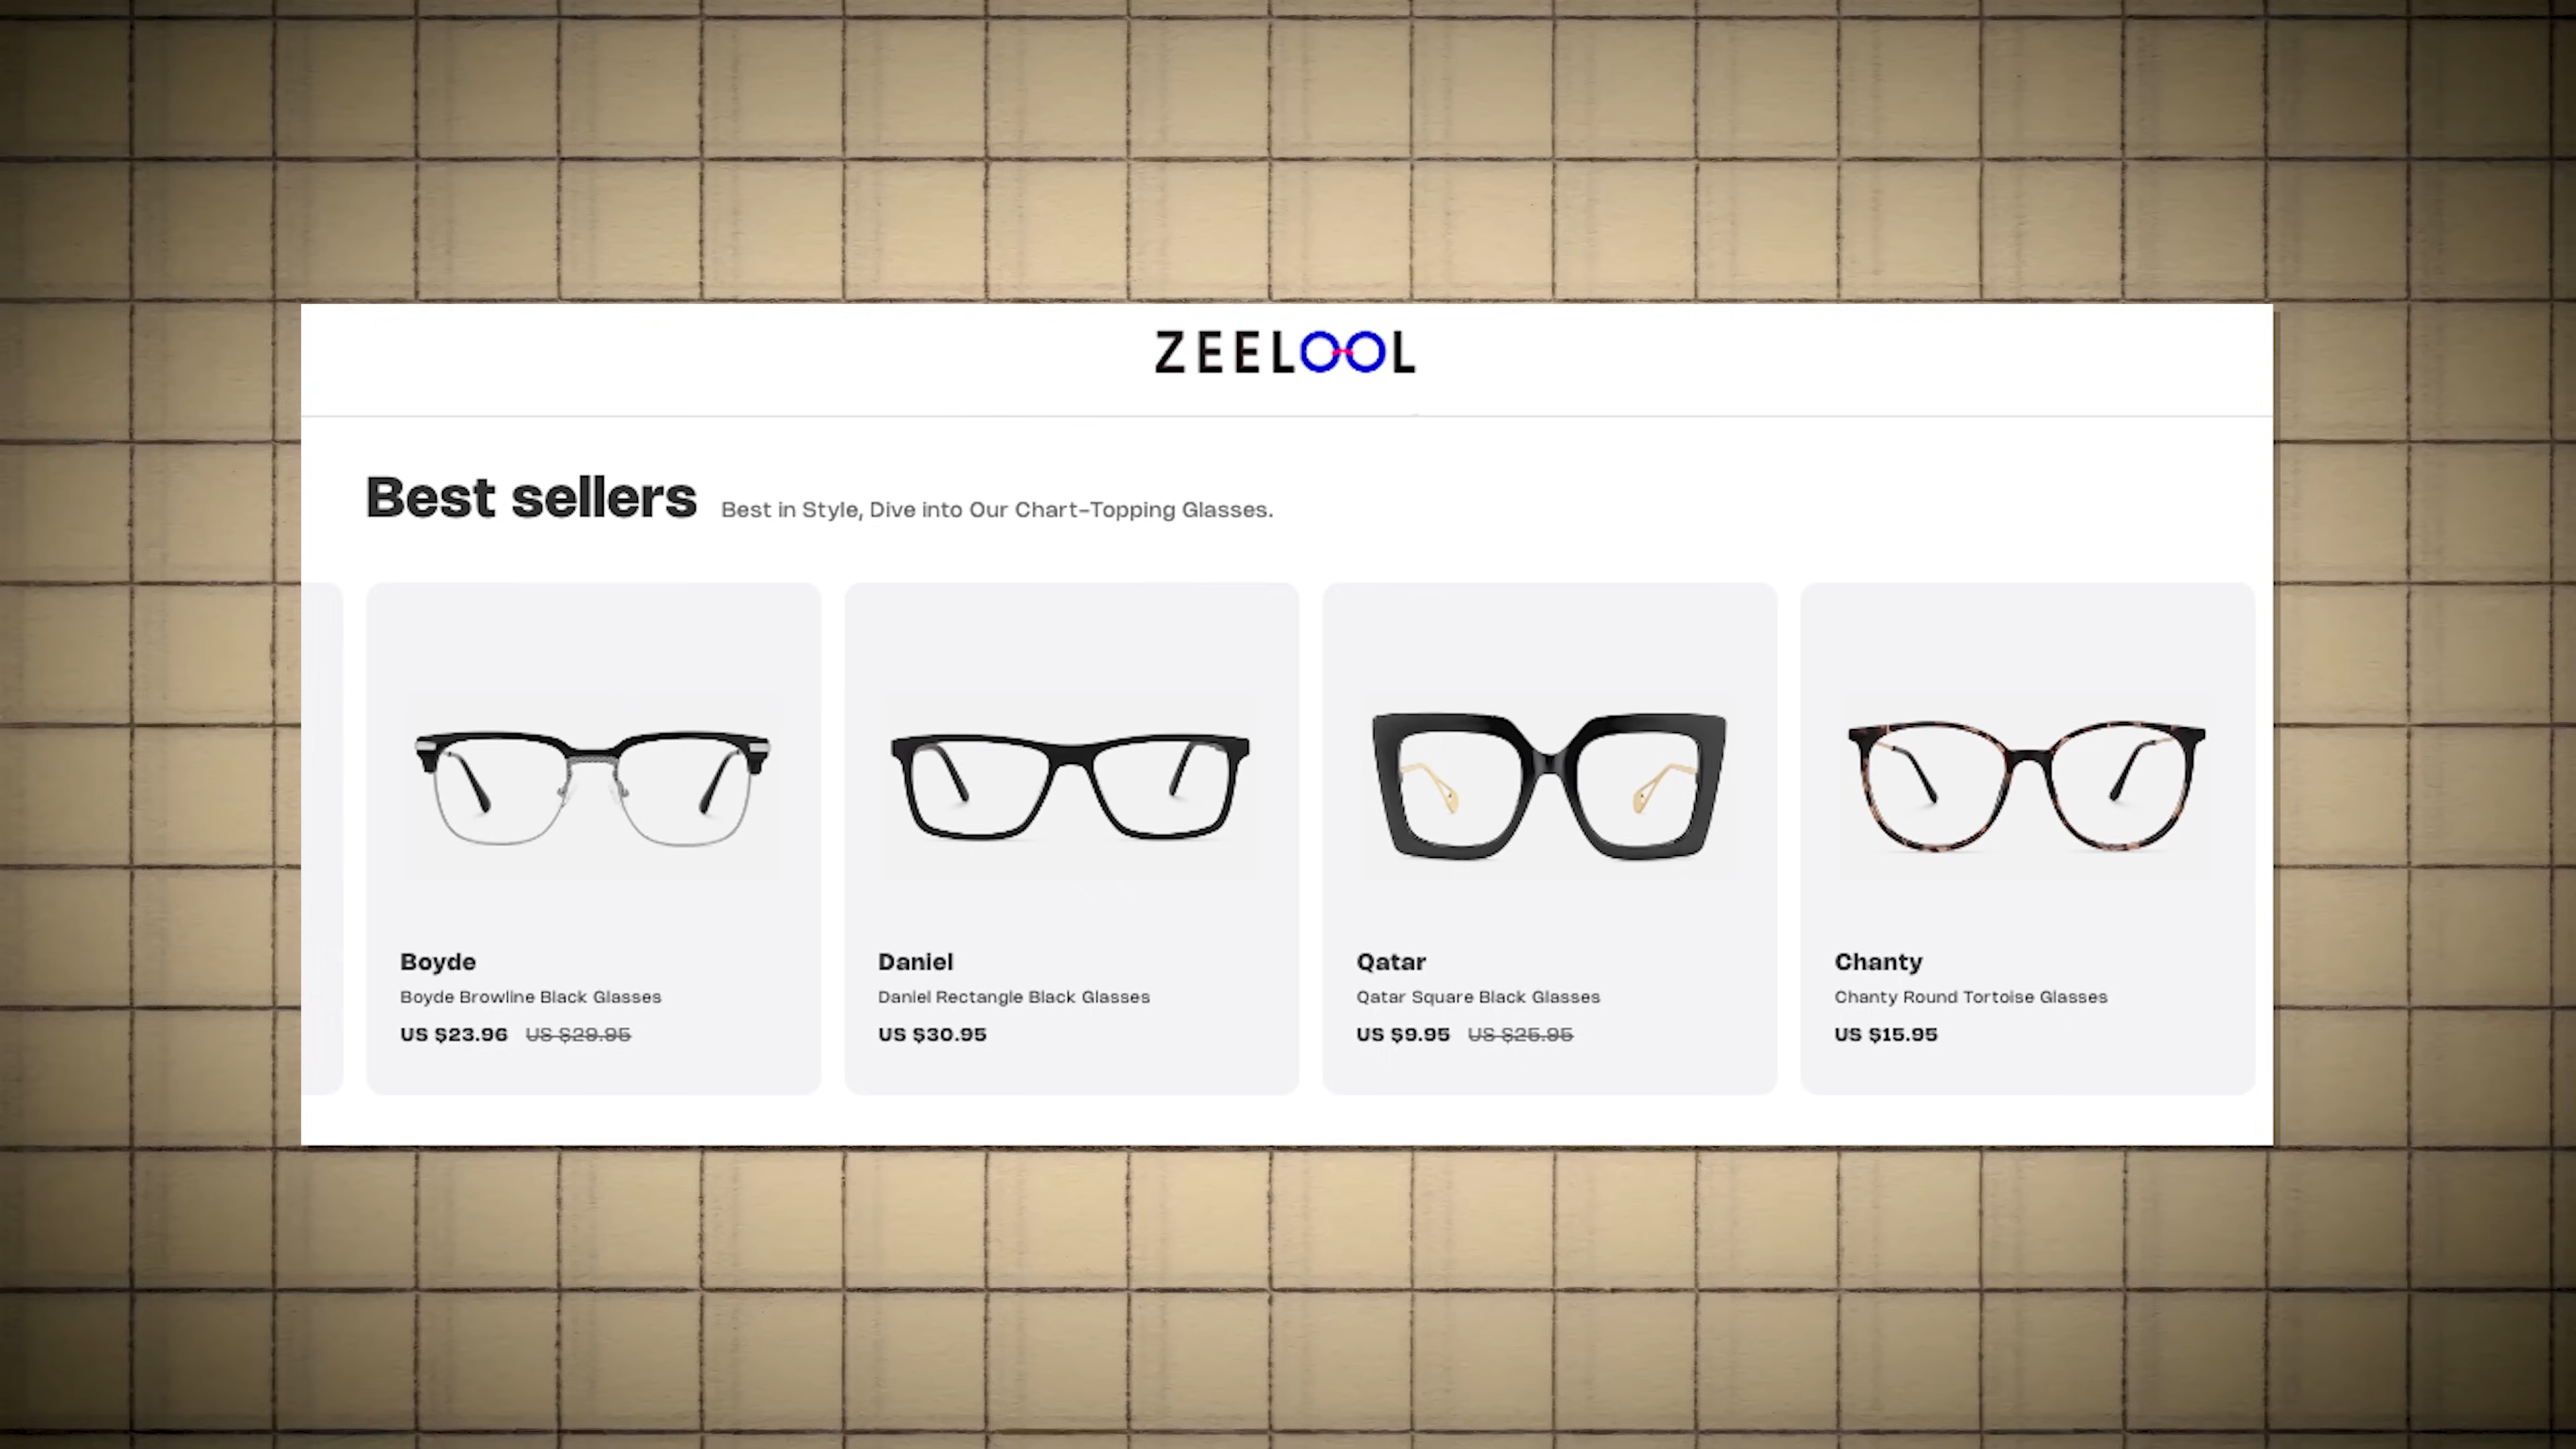 ZEELOOL
Best sellers Best in Style, Dive into Our Chart-Topping Glasses.
Boyde
Boyde Browline Black Glasses
US $23.96 US $29.95
Daniel
Daniel Rectangle Black Glasses
US $30.95
Qatar
Qatar Square Black Glasses
US $9.95 US $25.95
Chanty
Chanty Round Tortoise Glasses
US $15.95